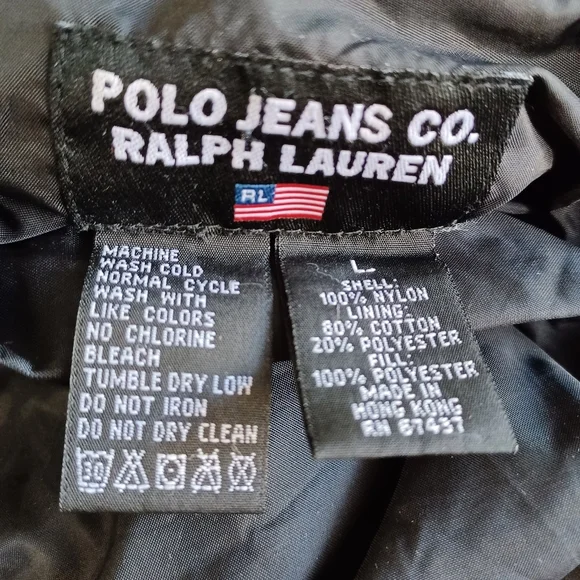 POLO JEANS CO.
RALPH LAUREN
RL
MACHINE
WASH COLD
NORMAL CYCLE
WASH WITH
LIKE COLORS
NO CHLORINE
BLEACH
TUMBLE DRY LOW
DO NOT IRON
DO NOT DRY CLEAN
30
L
SHELL:
100% NYLON
LINING:
80% COTTON
20% POLYESTER
FILL:
100% POLYESTER
MADE IN
HONG KONG
RN 67437